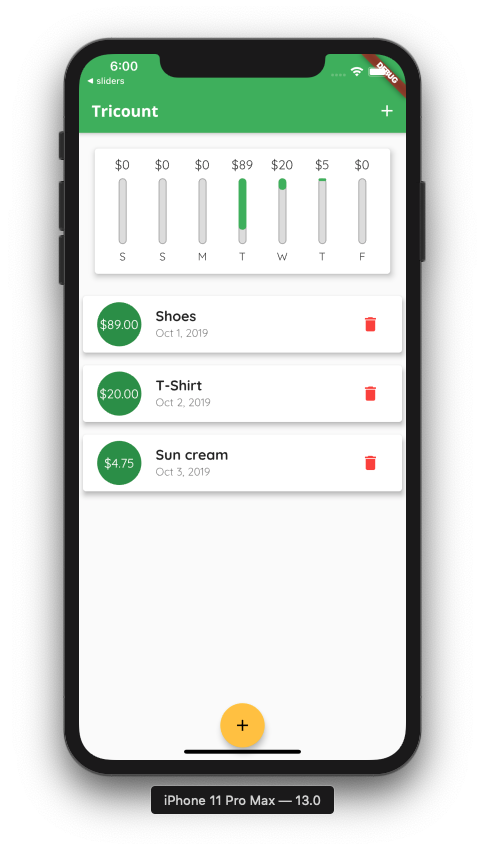 6:00
DEBUG
◀ sliders
Tricount
+
$0 $0 $0 $89 $20 $5 $0
S S M T W T F
$89.00 Shoes
Oct 1, 2019
$20.00 T-Shirt
Oct 2, 2019
$4.75 Sun cream
Oct 3, 2019
+
iPhone 11 Pro Max — 13.0